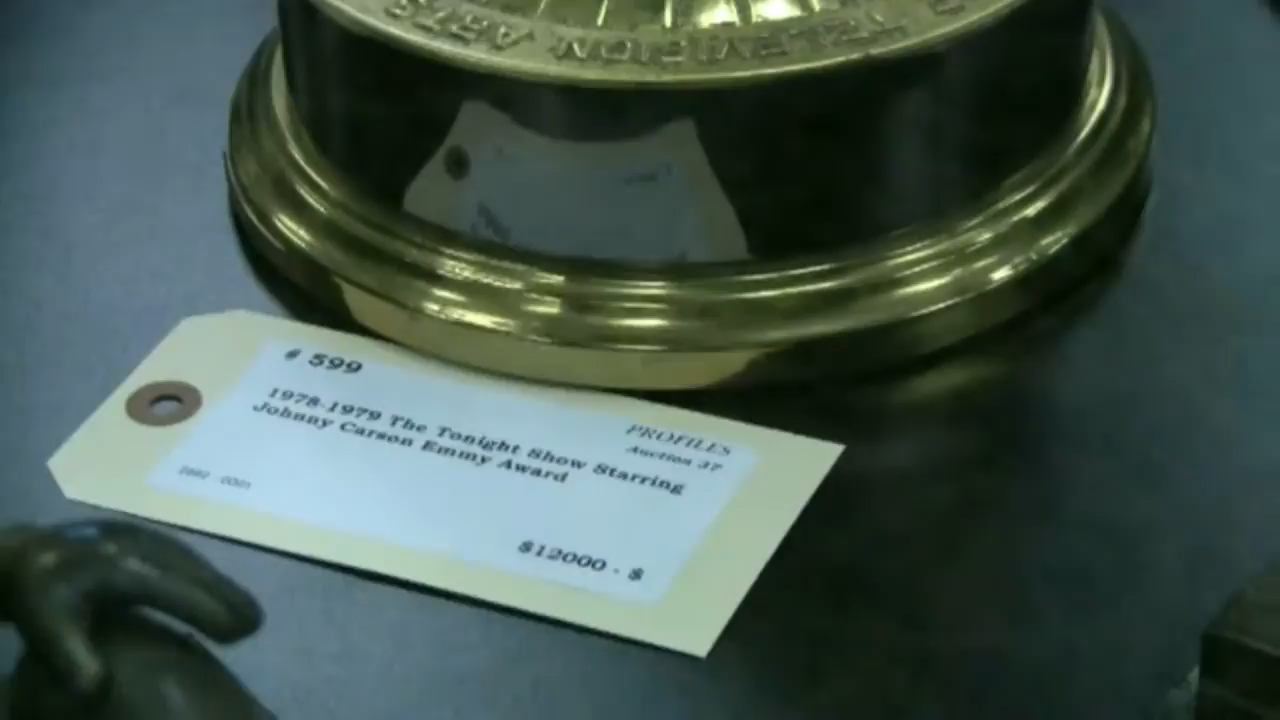 TELEVISION ARTS
# 599
PROFILES
Auction 37
1978-1979 The Tonight Show Starring
Johnny Carson Emmy Award
$12000 - $